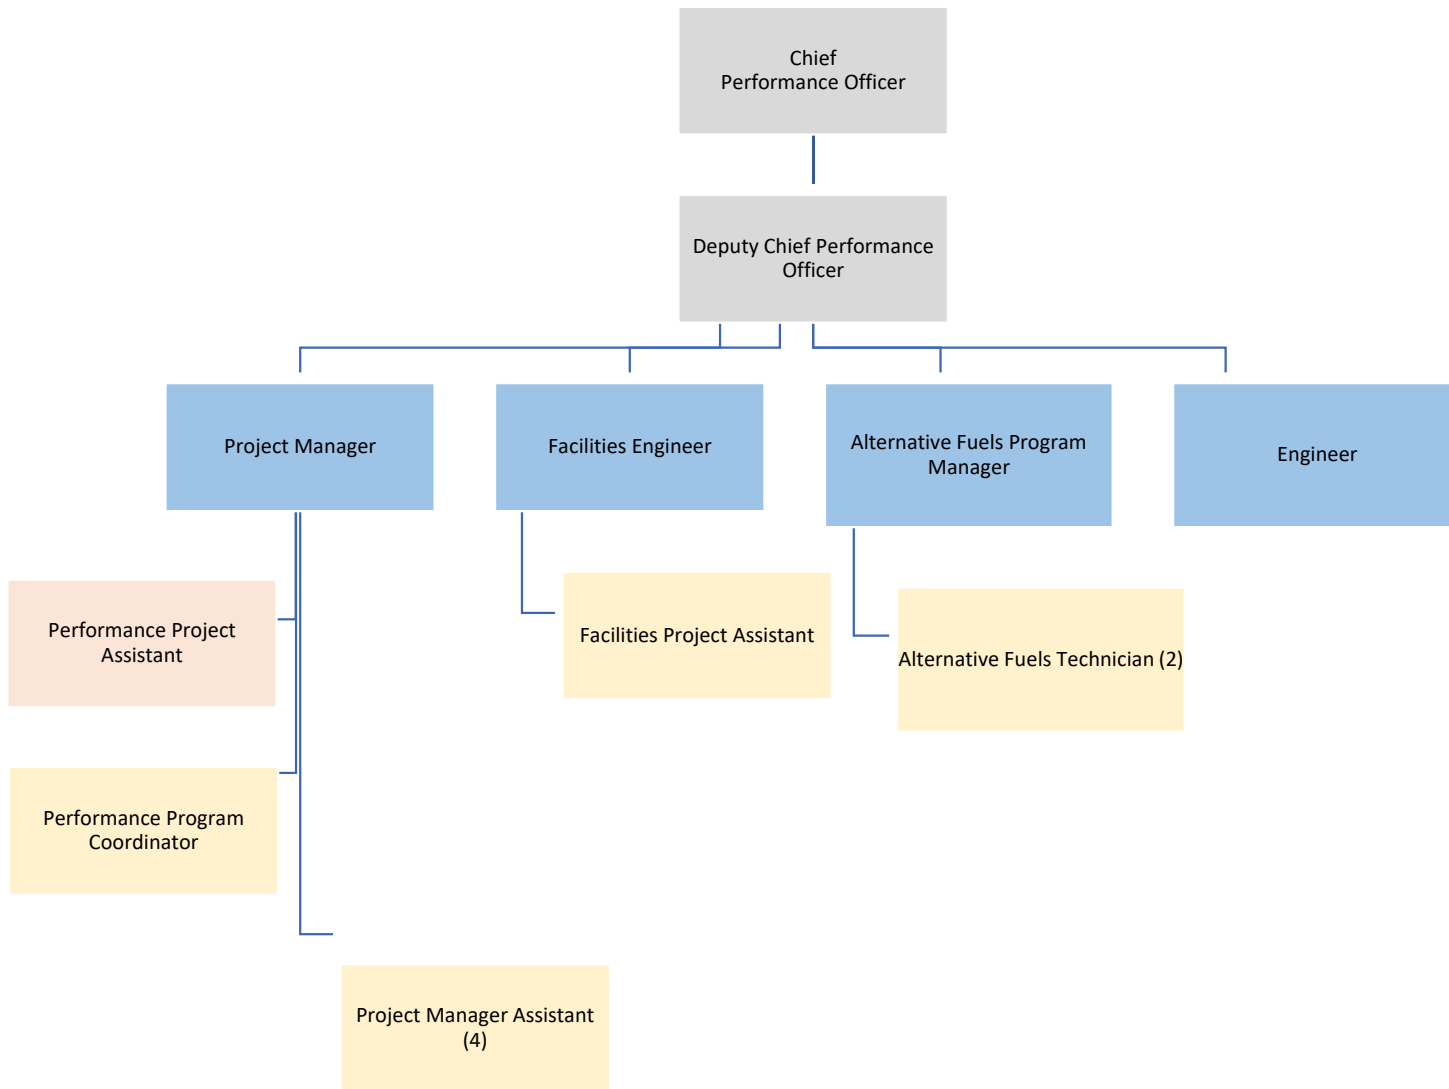 Chief
Performance Officer
Deputy Chief Performance
Officer
Project Manager
Facilities Engineer
Alternative Fuels Program
Manager
Engineer
Performance Project
Assistant
Facilities Project Assistant
Alternative Fuels Technician (2)
Performance Program
Coordinator
Project Manager Assistant
(4)